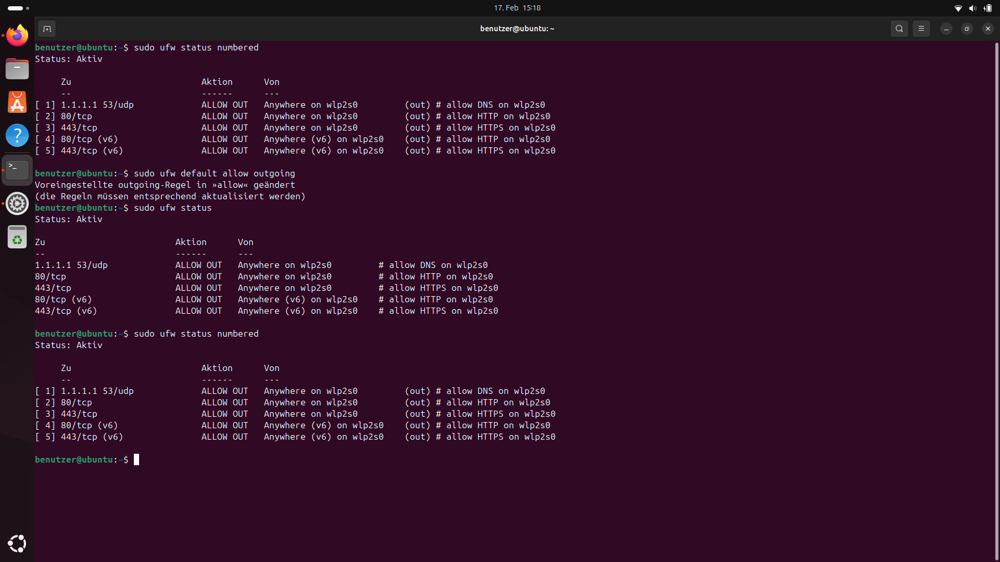 17. Feb 15:18
benutzer@ubuntu: ~
benutzer@ubuntu:~$ sudo ufw status numbered
Status: Aktiv
     Zu                         Aktion      Von
     --                         ------      ---
[ 1] 1.1.1.1 53/udp             ALLOW OUT   Anywhere on wlp2s0         (out) # allow DNS on wlp2s0
[ 2] 80/tcp                     ALLOW OUT   Anywhere on wlp2s0         (out) # allow HTTP on wlp2s0
[ 3] 443/tcp                    ALLOW OUT   Anywhere on wlp2s0         (out) # allow HTTPS on wlp2s0
[ 4] 80/tcp (v6)                ALLOW OUT   Anywhere (v6) on wlp2s0    (out) # allow HTTP on wlp2s0
[ 5] 443/tcp (v6)               ALLOW OUT   Anywhere (v6) on wlp2s0    (out) # allow HTTPS on wlp2s0
benutzer@ubuntu:~$ sudo ufw default allow outgoing
Voreingestellte outgoing-Regel in »allow« geändert
(die Regeln müssen entsprechend aktualisiert werden)
benutzer@ubuntu:~$ sudo ufw status
Status: Aktiv
Zu                         Aktion      Von
--                         ------      ---
1.1.1.1 53/udp             ALLOW OUT   Anywhere on wlp2s0         # allow DNS on wlp2s0
80/tcp                     ALLOW OUT   Anywhere on wlp2s0         # allow HTTP on wlp2s0
443/tcp                    ALLOW OUT   Anywhere on wlp2s0         # allow HTTPS on wlp2s0
80/tcp (v6)                ALLOW OUT   Anywhere (v6) on wlp2s0    # allow HTTP on wlp2s0
443/tcp (v6)               ALLOW OUT   Anywhere (v6) on wlp2s0    # allow HTTPS on wlp2s0
benutzer@ubuntu:~$ sudo ufw status numbered
Status: Aktiv
     Zu                         Aktion      Von
     --                         ------      ---
[ 1] 1.1.1.1 53/udp             ALLOW OUT   Anywhere on wlp2s0         (out) # allow DNS on wlp2s0
[ 2] 80/tcp                     ALLOW OUT   Anywhere on wlp2s0         (out) # allow HTTP on wlp2s0
[ 3] 443/tcp                    ALLOW OUT   Anywhere on wlp2s0         (out) # allow HTTPS on wlp2s0
[ 4] 80/tcp (v6)                ALLOW OUT   Anywhere (v6) on wlp2s0    (out) # allow HTTP on wlp2s0
[ 5] 443/tcp (v6)               ALLOW OUT   Anywhere (v6) on wlp2s0    (out) # allow HTTPS on wlp2s0
benutzer@ubuntu:~$